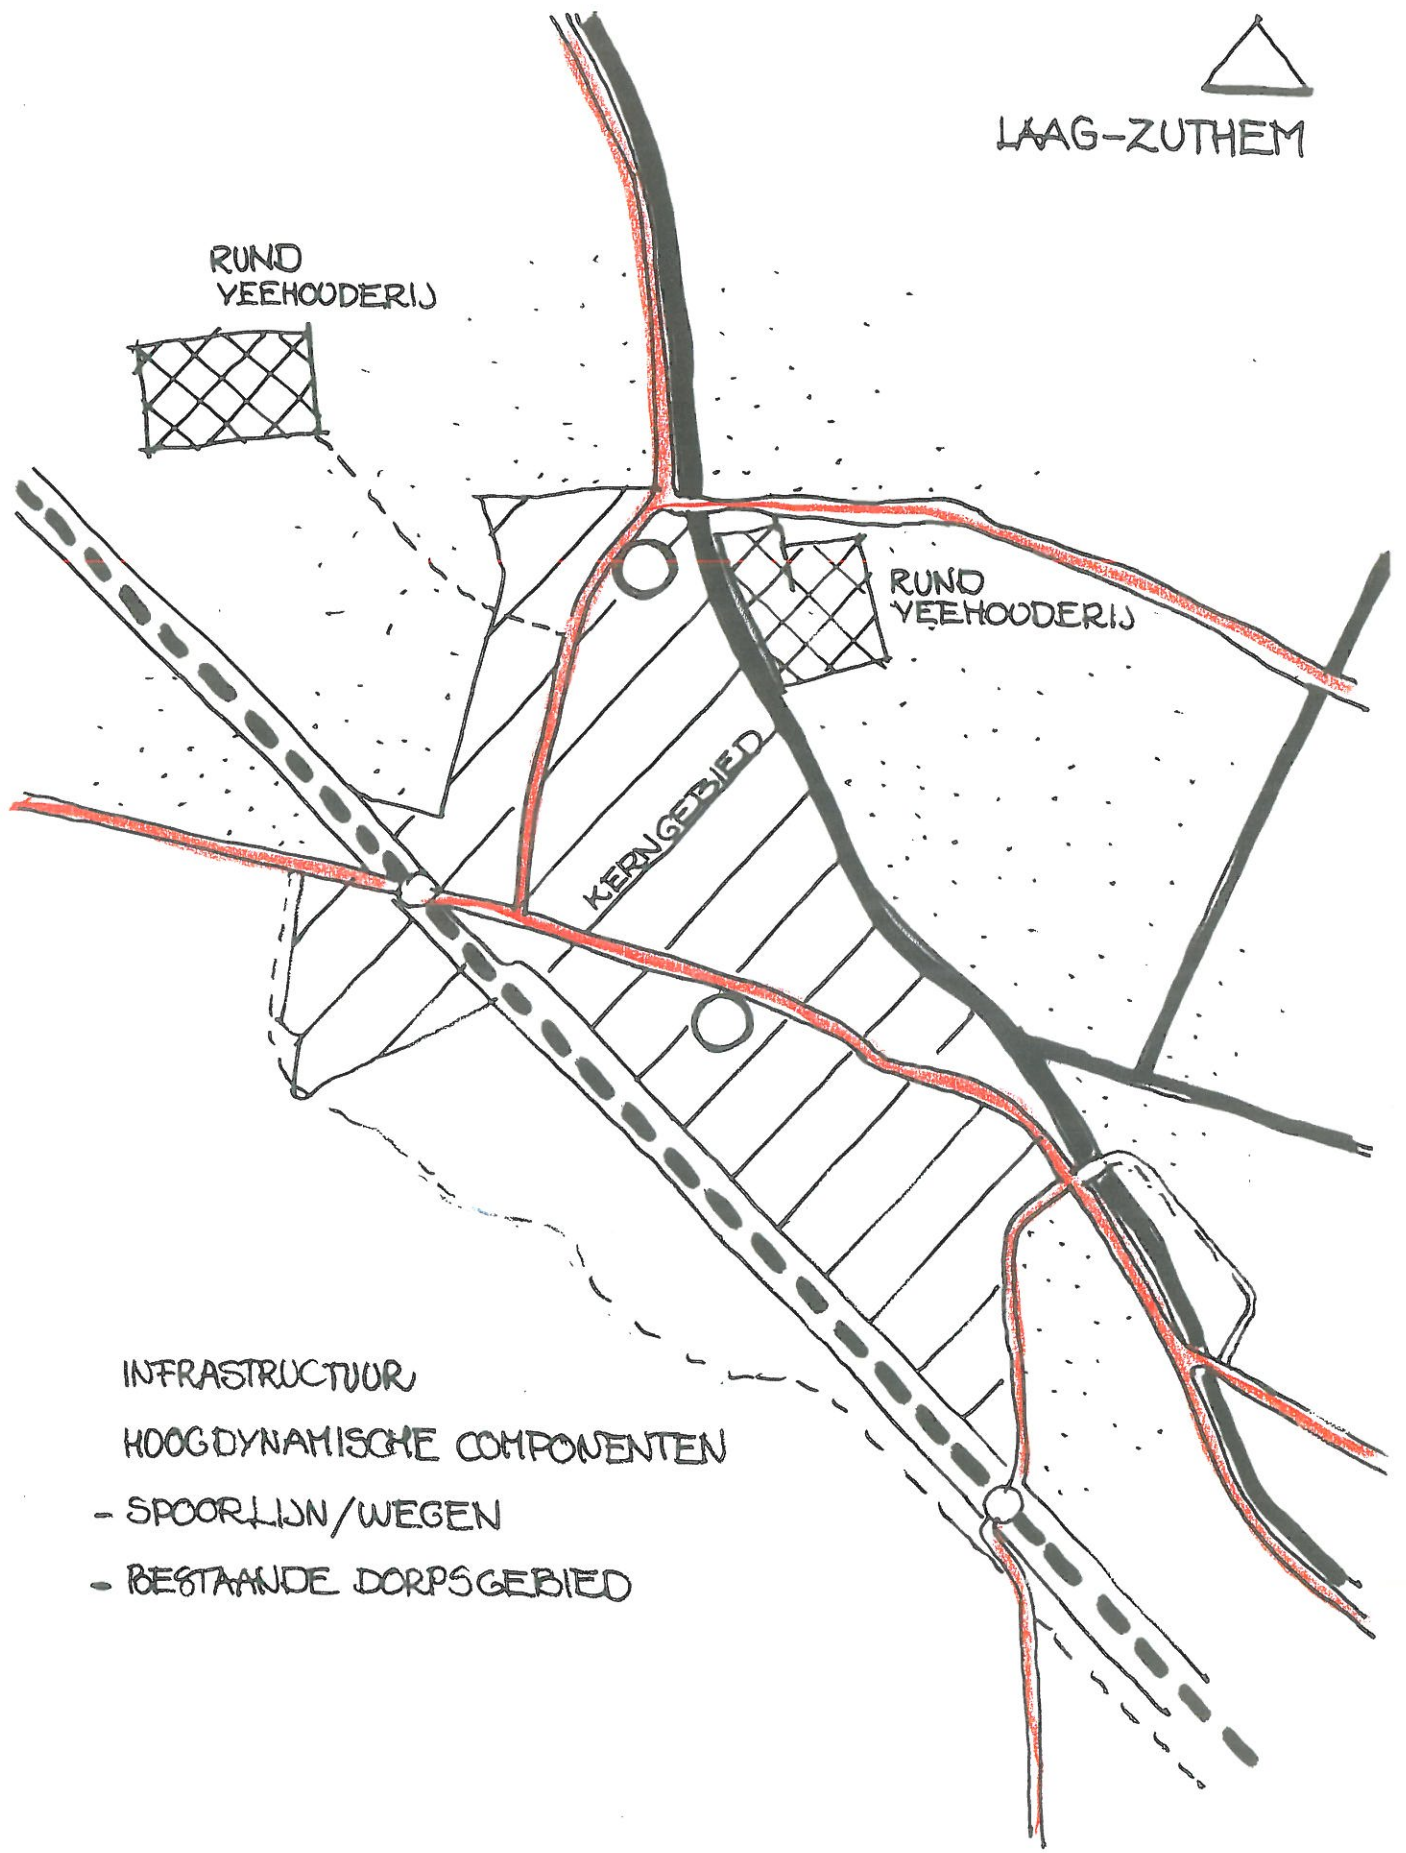 LAAG-ZUTHEM
RUND
VEEHOUDERIJ
RUND
VEEHOUDERIJ
KERNGEBIED
INFRASTRUCTUUR
HOOGDYNAMISCHE COMPONENTEN
- SPOORLIJN/WEGEN
- BESTAANDE DORPSGEBIED